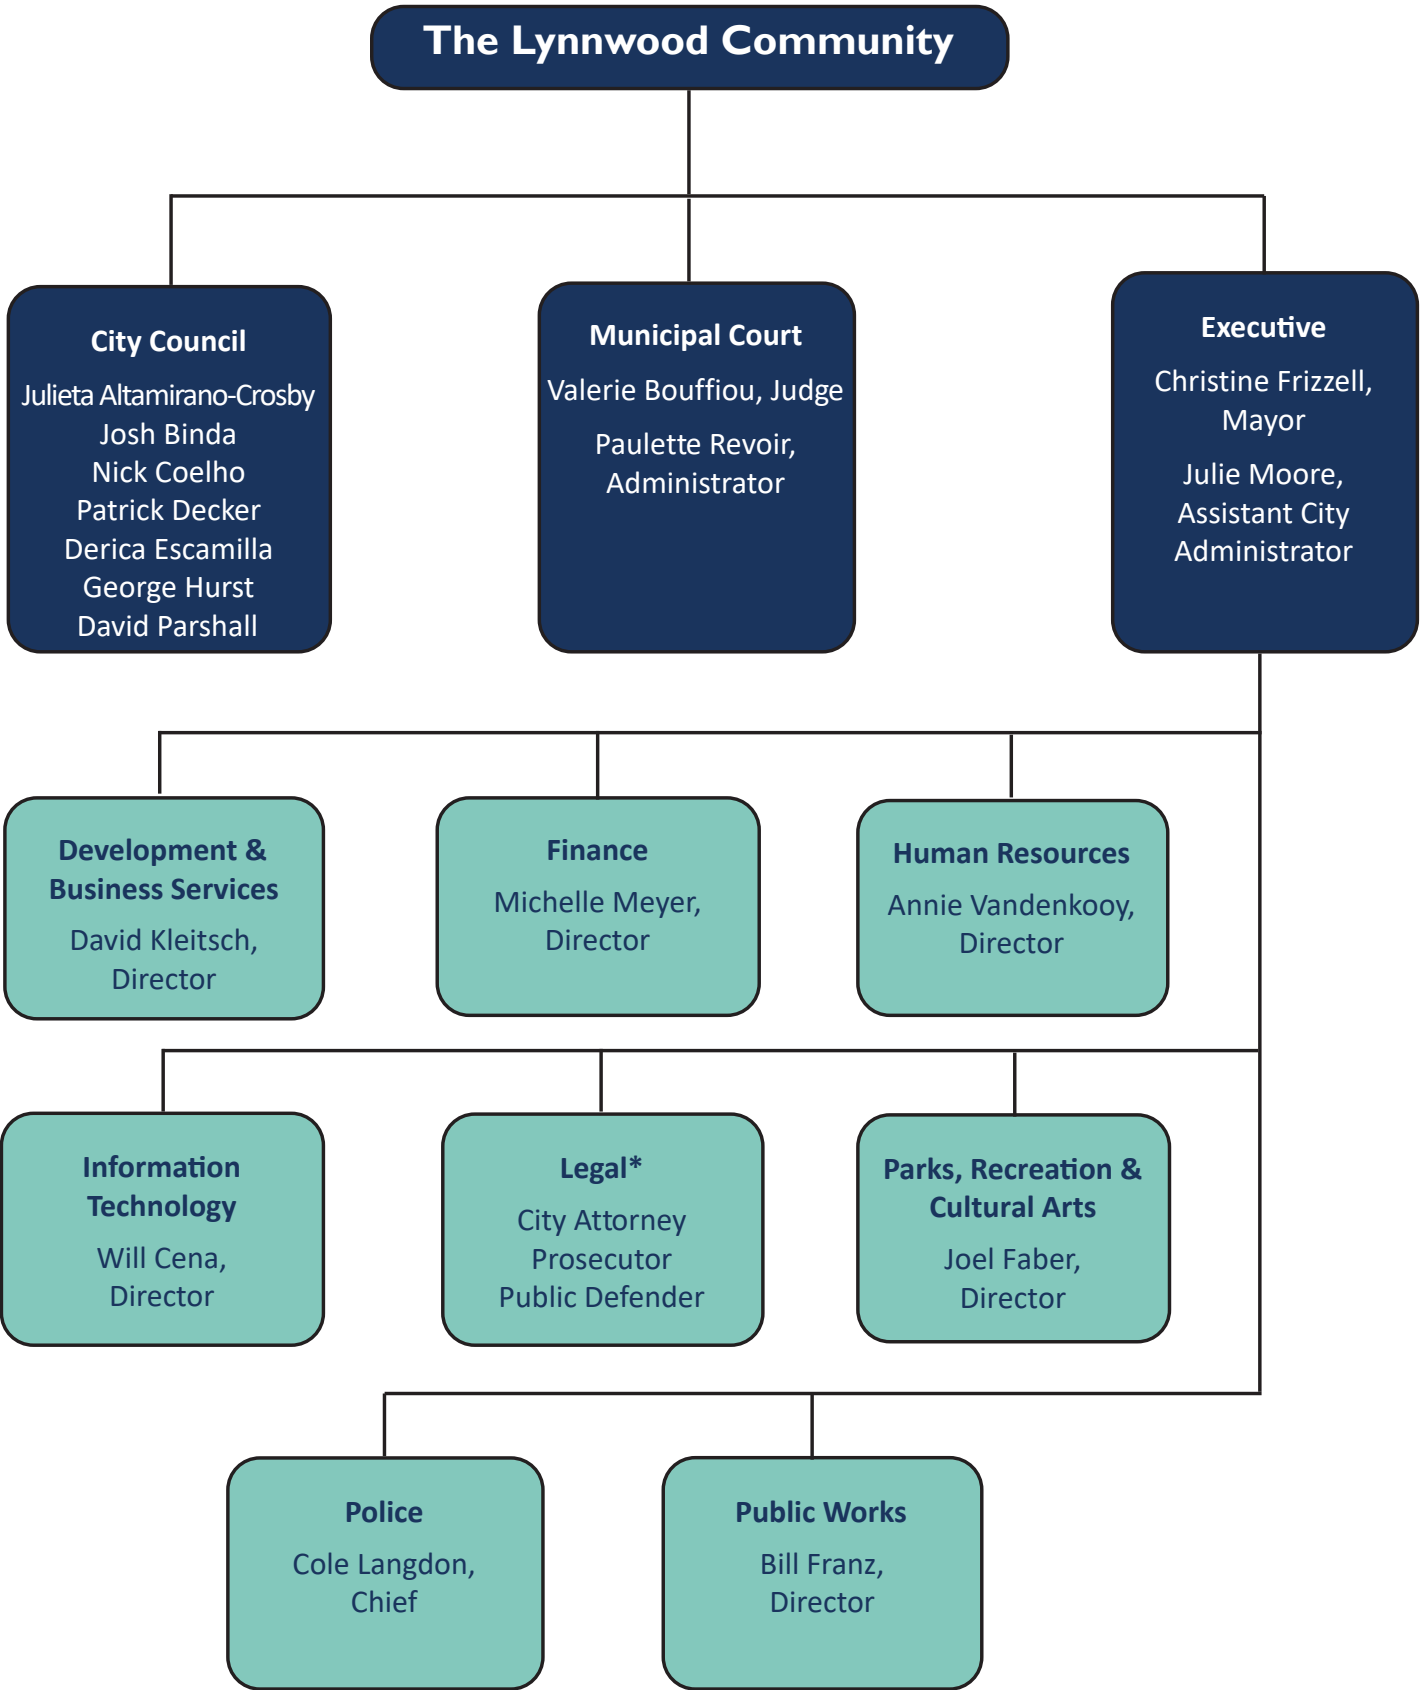 The Lynnwood Community
City Council
Julieta Altamirano-Crosby
Josh Binda
Nick Coelho
Patrick Decker
Derica Escamilla
George Hurst
David Parshall
Municipal Court
Valerie Bouffiou, Judge
Paulette Revoir,
Administrator
Executive
Christine Frizzell,
Mayor
Julie Moore,
Assistant City
Administrator
Development &
Business Services
David Kleitsch,
Director
Finance
Michelle Meyer,
Director
Human Resources
Annie Vandenkooy,
Director
Information
Technology
Will Cena,
Director
Legal*
City Attorney
Prosecutor
Public Defender
Parks, Recreation &
Cultural Arts
Joel Faber,
Director
Police
Cole Langdon,
Chief
Public Works
Bill Franz,
Director